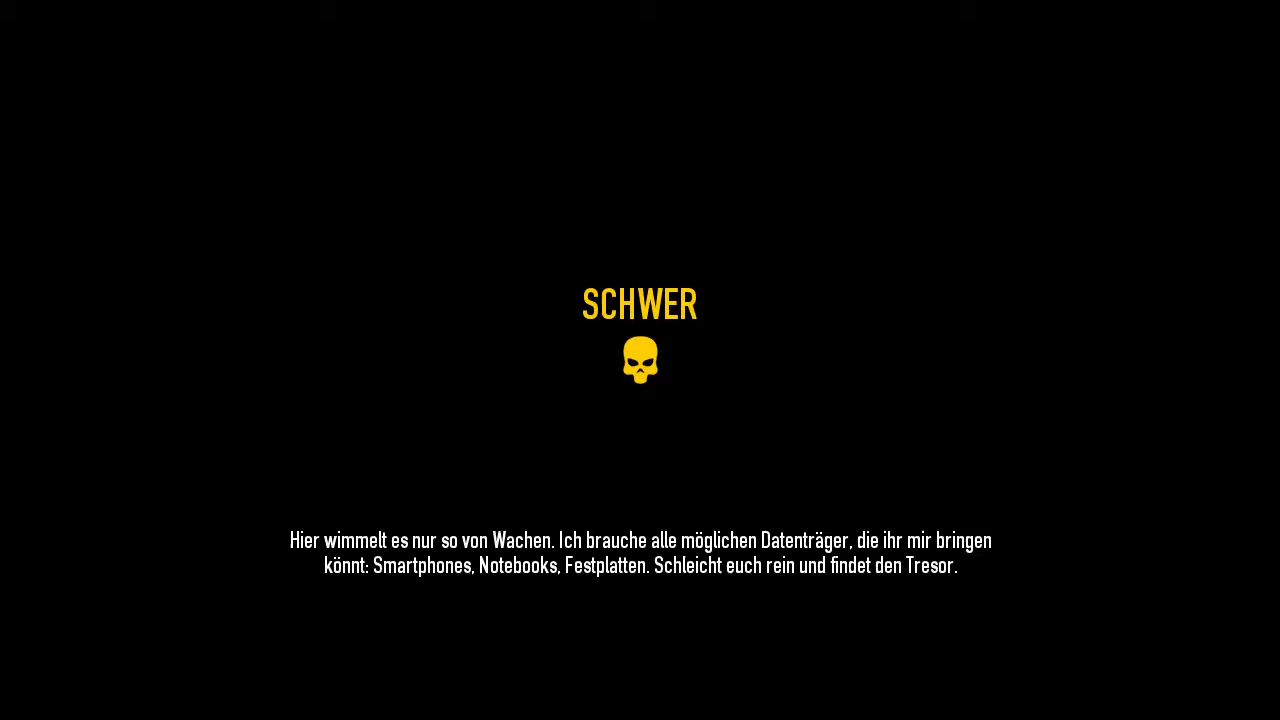 SCHWER
Hier wimmelt es nur so von Wachen. Ich brauche alle möglichen Datenträger, die ihr mir bringen
könnt: Smartphones, Notebooks, Festplatten. Schleicht euch rein und findet den Tresor.